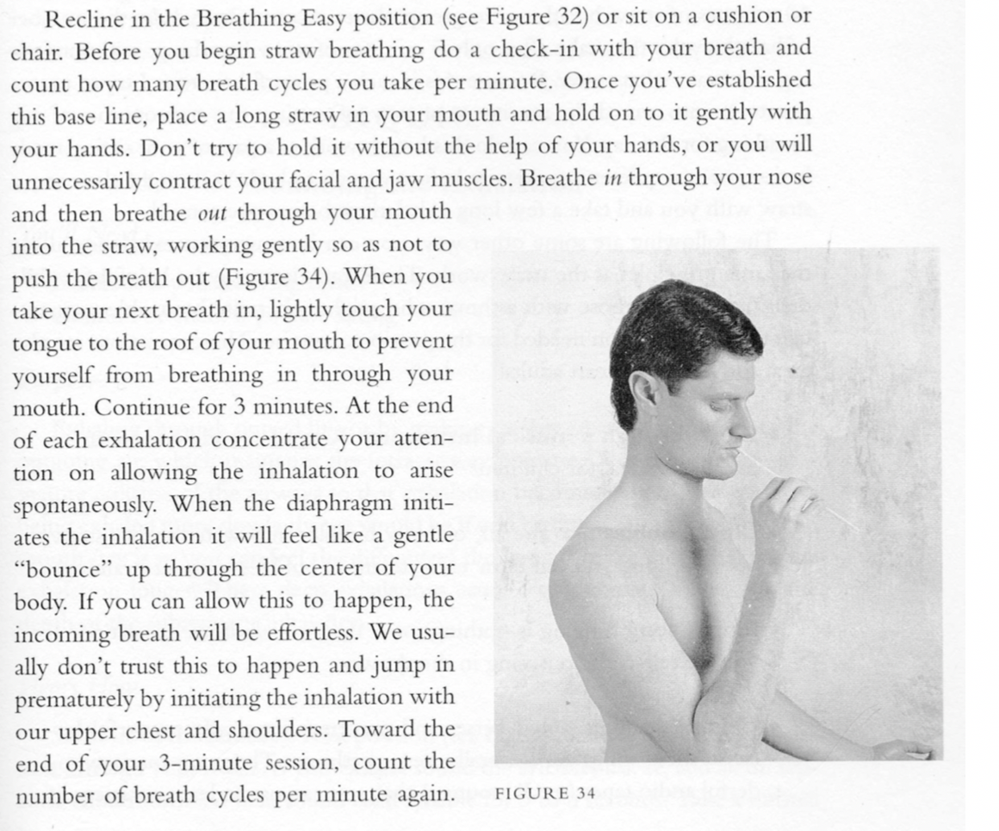 Recline in the Breathing Easy position (see Figure 32) or sit on a cushion or
chair. Before you begin straw breathing do a check-in with your breath and
count how many breath cycles you take per minute. Once you've established
this base line, place a long straw in your mouth and hold on to it gently with
your hands. Don't try to hold it without the help of your hands, or you will
unnecessarily contract your facial and jaw muscles. Breathe in through your nose
and then breathe out through your mouth
into the straw, working gently so as not to
push the breath out (Figure 34). When you
take your next breath in, lightly touch your
tongue to the roof of your mouth to prevent
yourself from breathing in through your
mouth. Continue for 3 minutes. At the end
of each exhalation concentrate your atten-
tion on allowing the inhalation to arise
spontaneously. When the diaphragm initi-
ates the inhalation it will feel like a gentle
“bounce” up through the center of your
body. If you can allow this to happen, the
incoming breath will be effortless. We usu-
ally don't trust this to happen and jump in
prematurely by initiating the inhalation with
our upper chest and shoulders. Toward the
end of your 3-minute session, count the
number of breath cycles per minute again.
FIGURE 34